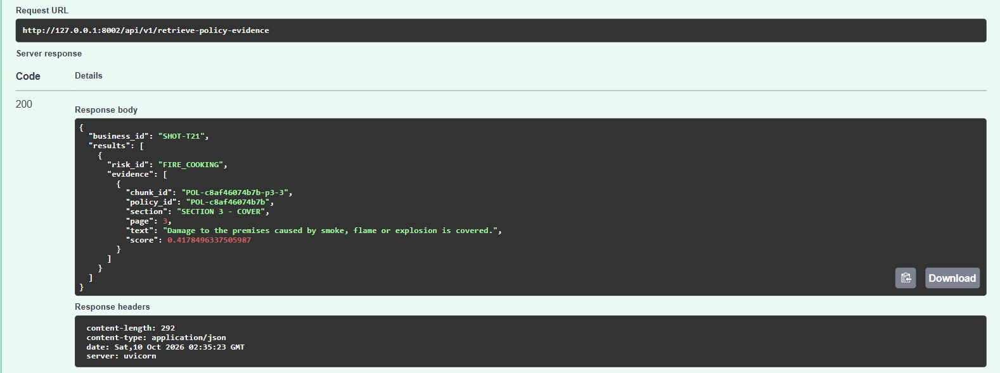 Request URL
http://127.0.0.1:8002/api/v1/retrieve-policy-evidence
Server response
Code Details
200
Response body
{
  "business_id": "SHOT-T21",
  "results": [
    {
      "risk_id": "FIRE_COOKING",
      "evidence": [
        {
          "chunk_id": "POL-c8af46074b7b-p3-3",
          "policy_id": "POL-c8af46074b7b",
          "section": "SECTION 3 - COVER",
          "page": 3,
          "text": "Damage to the premises caused by smoke, flame or explosion is covered.",
          "score": 0.4178496337505987
        }
      ]
    }
  ]
}
Download
Response headers
content-length: 292
content-type: application/json
date: Sat,10 Oct 2026 02:35:23 GMT
server: uvicorn